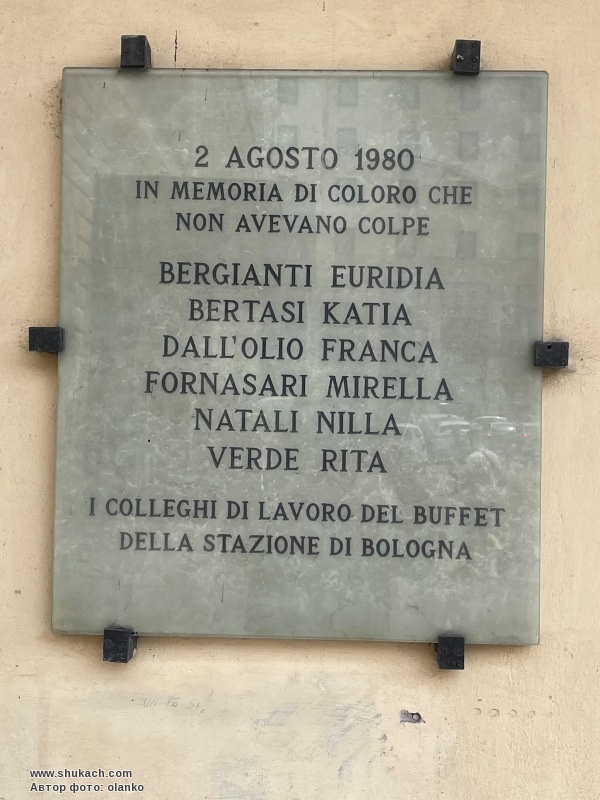 2 AGOSTO 1980
IN MEMORIA DI COLORO CHE
NON AVEVANO COLPE
BERGIANTI EURIDIA
BERTASI KATIA
DALL'OLIO FRANCA
FORNASARI MIRELLA
NATALI NILLA
VERDE RITA
I COLLEGHI DI LAVORO DEL BUFFET
DELLA STAZIONE DI BOLOGNA
www.shukach.com
Автор фото: olanko